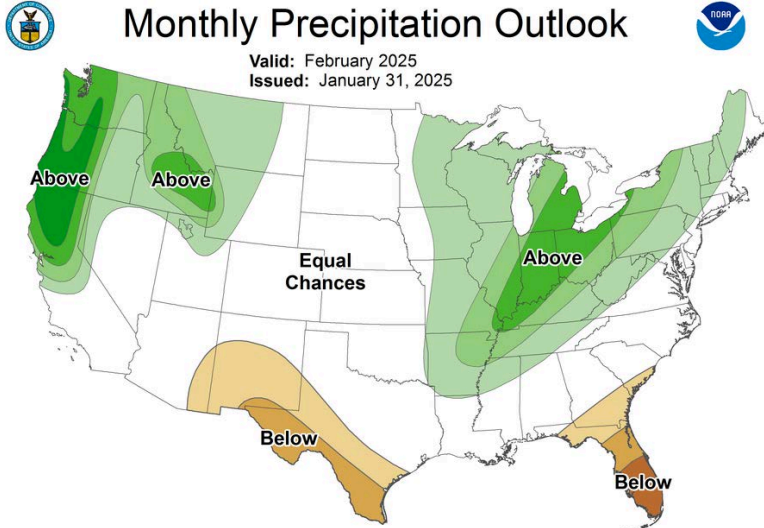 Monthly Precipitation Outlook
NOAA
Valid: February 2025
Issued: January 31, 2025
Above
Above
Equal
Chances
Above
Below
Below